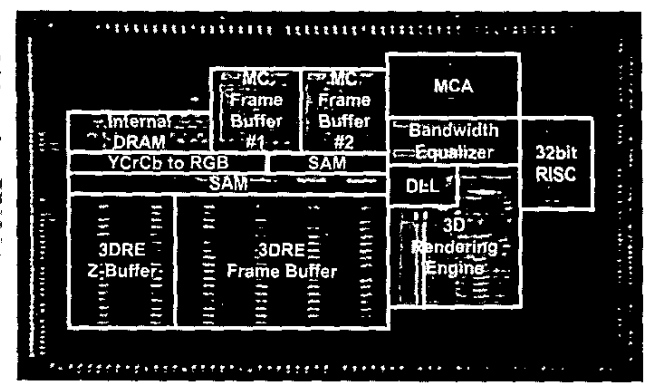 MC
Frame
Buffer
#1
MC
Frame
Buffer
#2
MCA
Internal
DRAM
Bandwidth
Equalizer
32bit
RISC
YCrCb to RGB
SAM
SAM
DLL
3DRE
Z-Buffer
3DRE
Frame Buffer
3D
Rendering
Engine